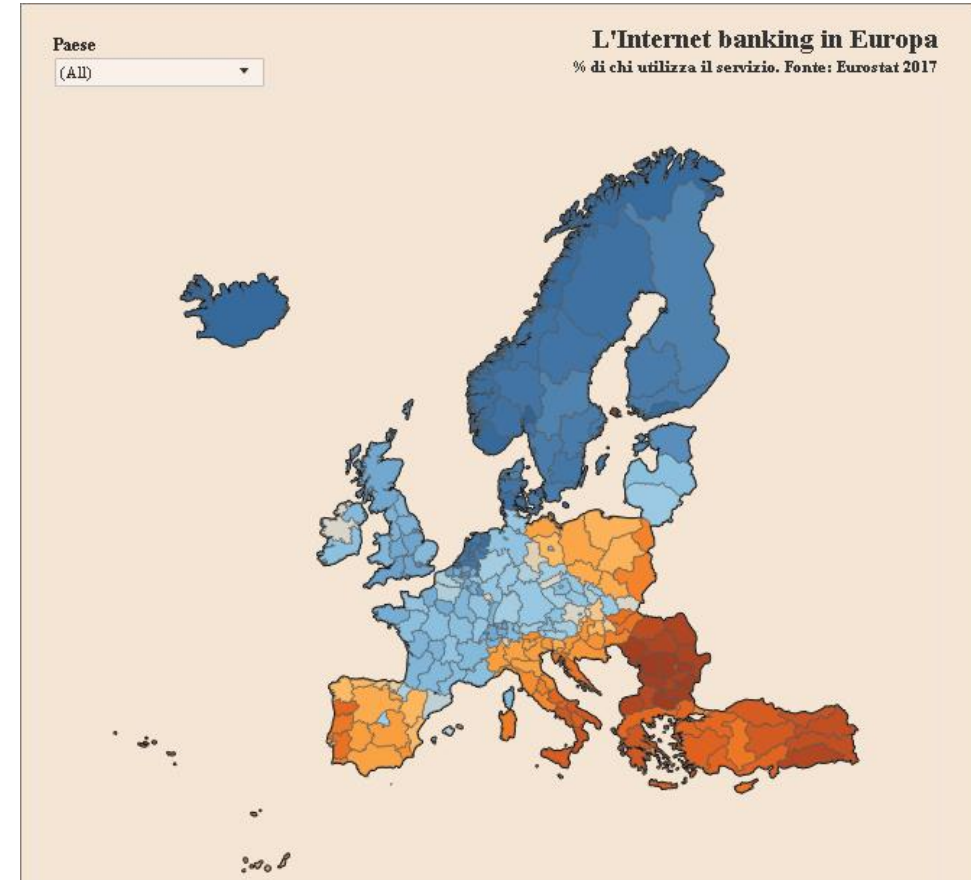 Paese
(All)
L'Internet banking in Europa
% di chi utilizza il servizio. Fonte: Eurostat 2017